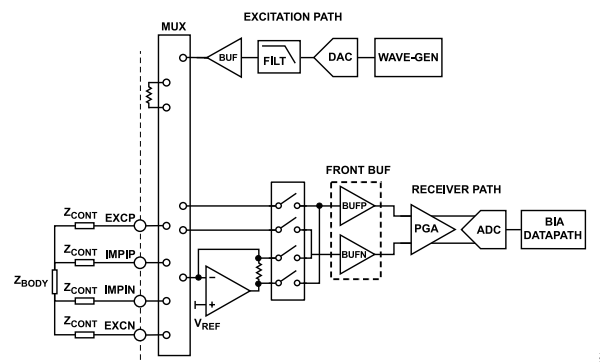 EXCITATION PATH
MUX
BUF
FILT
DAC
WAVE-GEN
FRONT BUF
RECEIVER PATH
BUFP
BUFN
PGA
ADC
BIA
DATAPATH
ZCONT EXCP
ZCONT IMPIP
ZBODY
ZCONT IMPIN
ZCONT EXCN
−
+
VREF